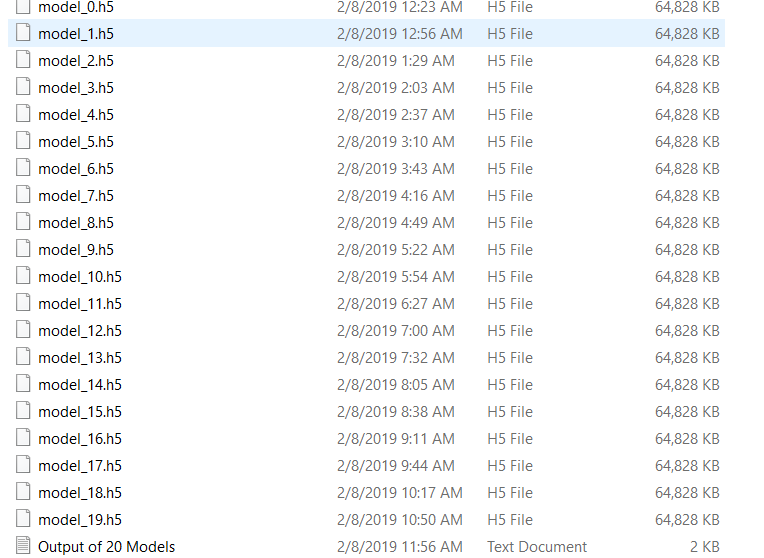 model_0.h5 2/8/2019 12:23 AM H5 File 64,828 KB
model_1.h5 2/8/2019 12:56 AM H5 File 64,828 KB
model_2.h5 2/8/2019 1:29 AM H5 File 64,828 KB
model_3.h5 2/8/2019 2:03 AM H5 File 64,828 KB
model_4.h5 2/8/2019 2:37 AM H5 File 64,828 KB
model_5.h5 2/8/2019 3:10 AM H5 File 64,828 KB
model_6.h5 2/8/2019 3:43 AM H5 File 64,828 KB
model_7.h5 2/8/2019 4:16 AM H5 File 64,828 KB
model_8.h5 2/8/2019 4:49 AM H5 File 64,828 KB
model_9.h5 2/8/2019 5:22 AM H5 File 64,828 KB
model_10.h5 2/8/2019 5:54 AM H5 File 64,828 KB
model_11.h5 2/8/2019 6:27 AM H5 File 64,828 KB
model_12.h5 2/8/2019 7:00 AM H5 File 64,828 KB
model_13.h5 2/8/2019 7:32 AM H5 File 64,828 KB
model_14.h5 2/8/2019 8:05 AM H5 File 64,828 KB
model_15.h5 2/8/2019 8:38 AM H5 File 64,828 KB
model_16.h5 2/8/2019 9:11 AM H5 File 64,828 KB
model_17.h5 2/8/2019 9:44 AM H5 File 64,828 KB
model_18.h5 2/8/2019 10:17 AM H5 File 64,828 KB
model_19.h5 2/8/2019 10:50 AM H5 File 64,828 KB
Output of 20 Models 2/8/2019 11:56 AM Text Document 2 KB